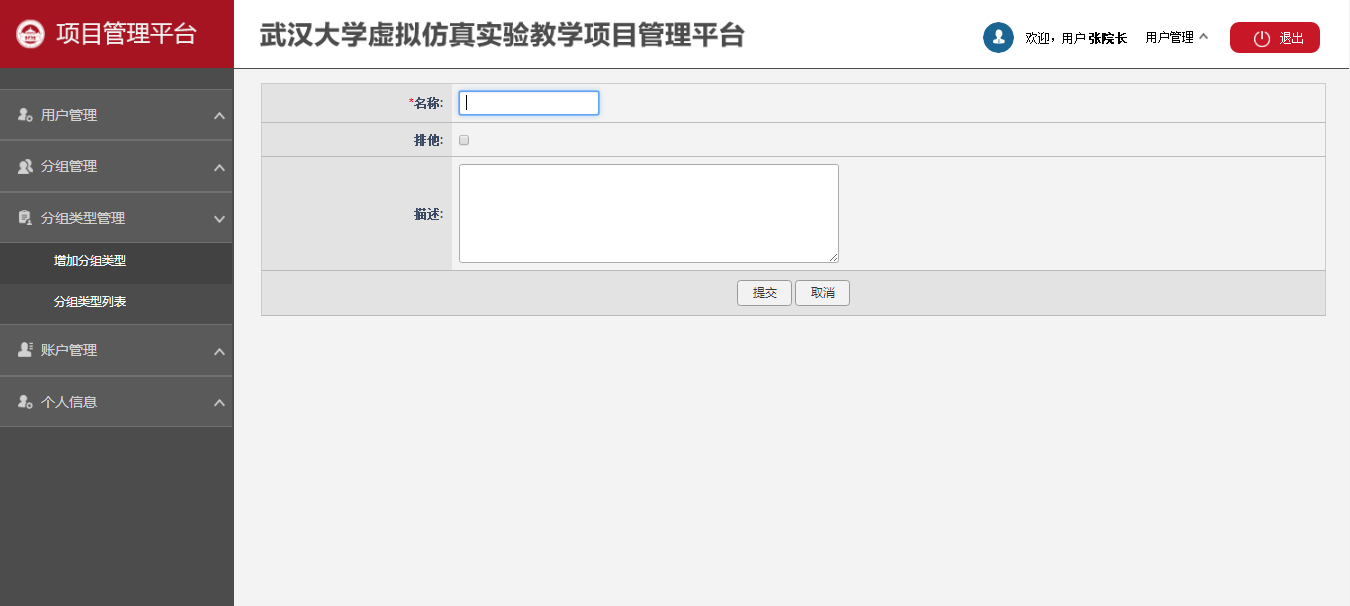 项目管理平台
武汉大学虚拟仿真实验教学项目管理平台
欢迎，用户 张院长 用户管理
退出
用户管理
分组管理
分组类型管理
增加分组类型
分组类型列表
账户管理
个人信息
*名称:
排他:
描述:
提交 取消